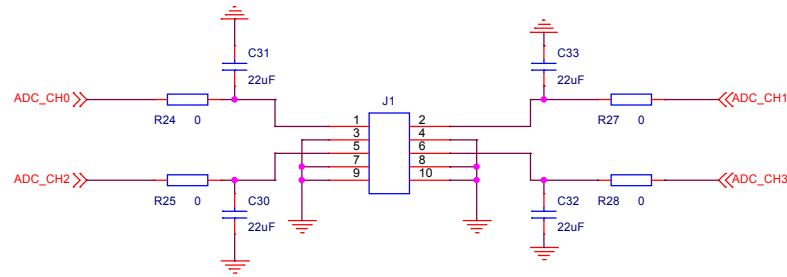 C31
22uF
C33
22uF
ADC_CH0
R24 0
J1
ADC_CH1
R27 0
1 2
3 4
5 6
7 8
9 10
ADC_CH2
R25 0
C30
22uF
ADC_CH3
R28 0
C32
22uF